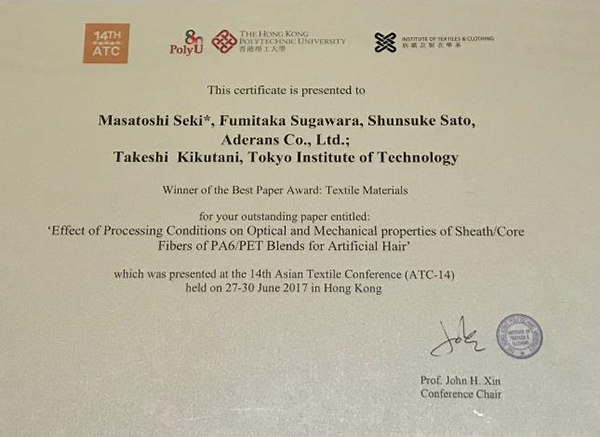 14TH
ATC
80
PolyU
THE HONG KONG
POLYTECHNIC UNIVERSITY
香港理工大學
INSTITUTE OF TEXTILES & CLOTHING
紡織及製衣學系
This certificate is presented to
Masatoshi Seki*, Fumitaka Sugawara, Shunsuke Sato,
Aderans Co., Ltd.;
Takeshi Kikutani, Tokyo Institute of Technology
Winner of the Best Paper Award: Textile Materials
for your outstanding paper entitled:
‘Effect of Processing Conditions on Optical and Mechanical properties of Sheath/Core
Fibers of PA6/PET Blends for Artificial Hair’
which was presented at the 14th Asian Textile Conference (ATC-14)
held on 27-30 June 2017 in Hong Kong
INSTITUTE OF
TEXTILES &
CLOTHING
Prof. John H. Xin
Conference Chair